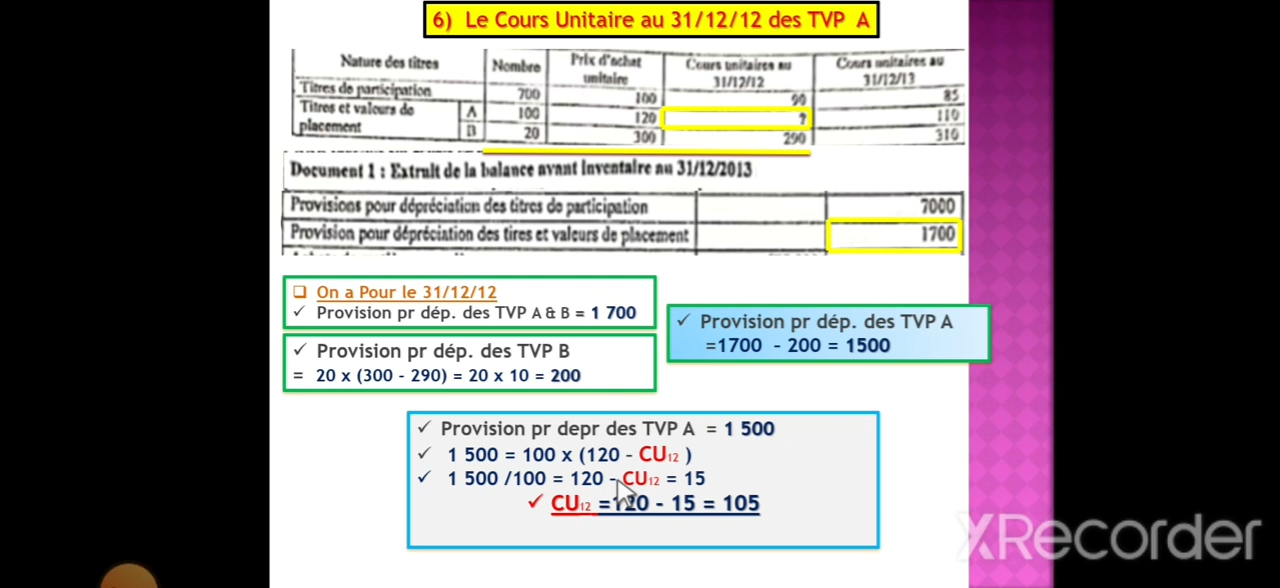 6) Le Cours Unitaire au 31/12/12 des TVP A
Nature des titres Nombre Prix d'achat unitaire Cours unitaires au 31/12/12 Cours unitaires au 31/12/13
Titres de participation 700 100 90 85
Titres et valeurs de placement A 100 120 ? 110
B 20 300 290 310
Document 1 : Extrait de la balance avant inventaire au 31/12/2013
Provisions pour dépréciation des titres de participation 7000
Provision pour dépréciation des tires et valeurs de placement 1700
❑ On a Pour le 31/12/12
✓ Provision pr dép. des TVP A & B = 1 700
✓ Provision pr dép. des TVP B
= 20 x (300 - 290) = 20 x 10 = 200
✓ Provision pr dép. des TVP A
=1700 - 200 = 1500
✓ Provision pr depr des TVP A = 1 500
✓ 1 500 = 100 x (120 - CU12 )
✓ 1 500 /100 = 120 - CU12 = 15
✓ CU12 =120 - 15 = 105
XRecorder